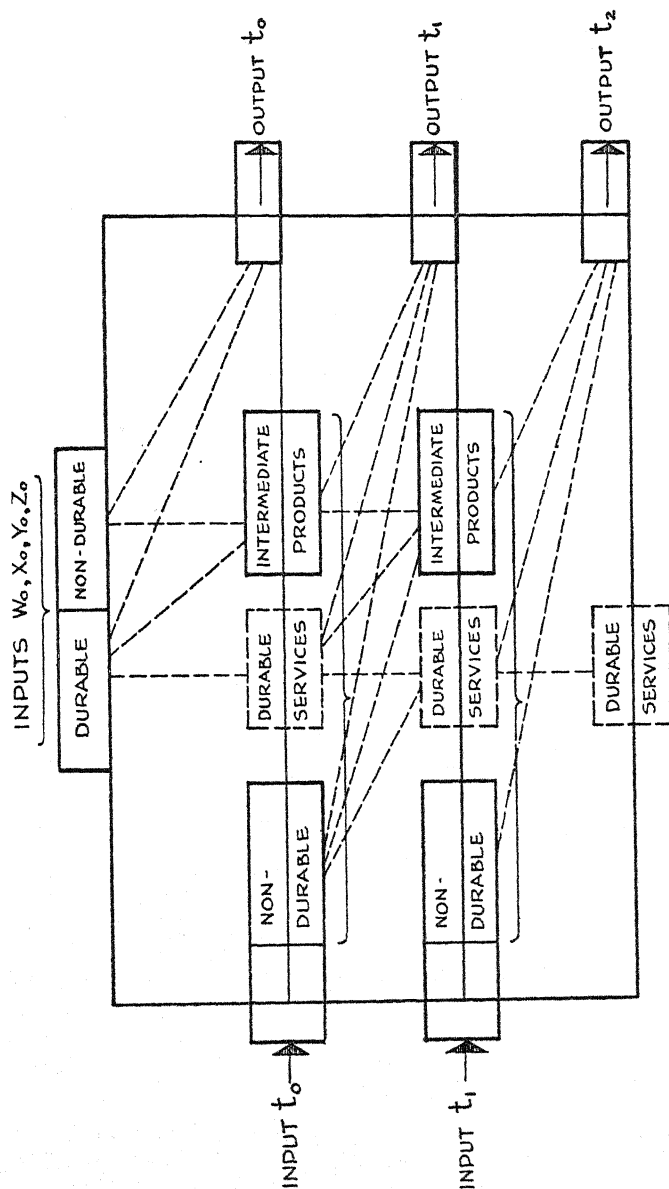 INPUTS W₀, X₀, Y₀, Z₀
DURABLE
NON-DURABLE
INPUT t₀
NON-
DURABLE
DURABLE
SERVICES
INTERMEDIATE
PRODUCTS
OUTPUT t₀
INPUT t₁
NON-
DURABLE
DURABLE
SERVICES
INTERMEDIATE
PRODUCTS
OUTPUT t₁
DURABLE
SERVICES
OUTPUT t₂